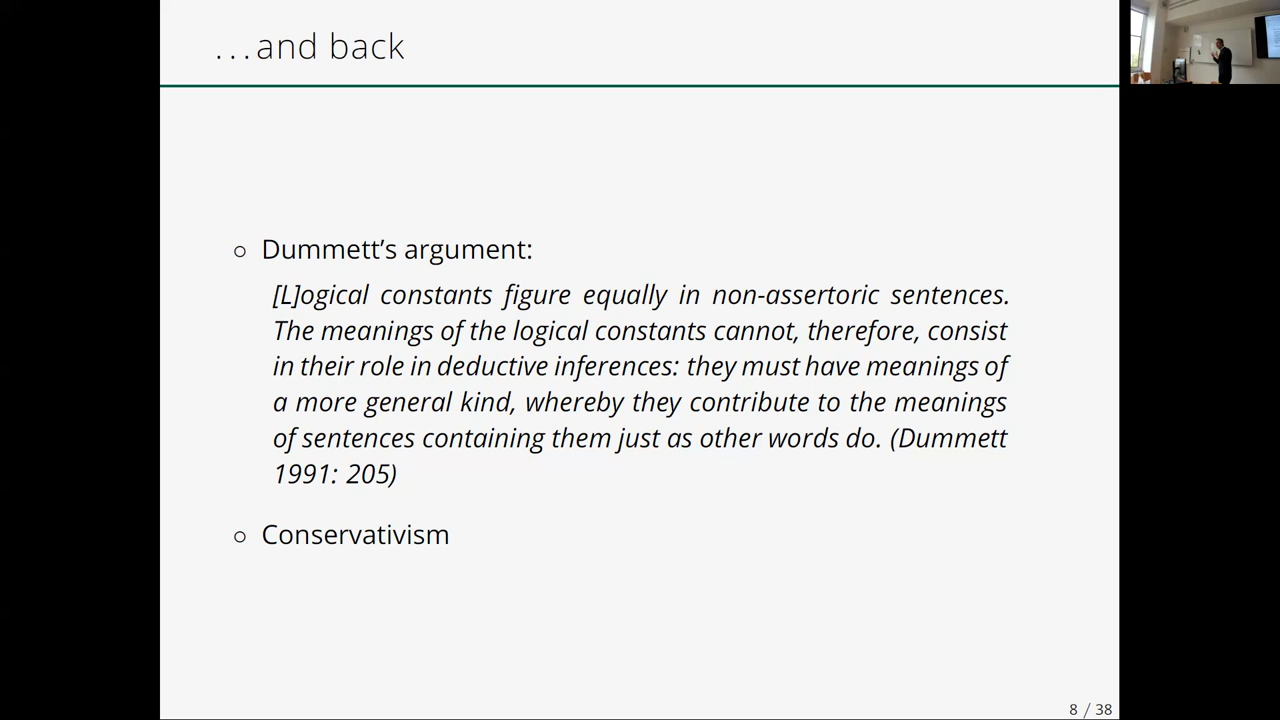 ...and back
○ Dummett’s argument:
[L]ogical constants figure equally in non-assertoric sentences.
The meanings of the logical constants cannot, therefore, consist
in their role in deductive inferences: they must have meanings of
a more general kind, whereby they contribute to the meanings
of sentences containing them just as other words do. (Dummett
1991: 205)
○ Conservativism
8 / 38